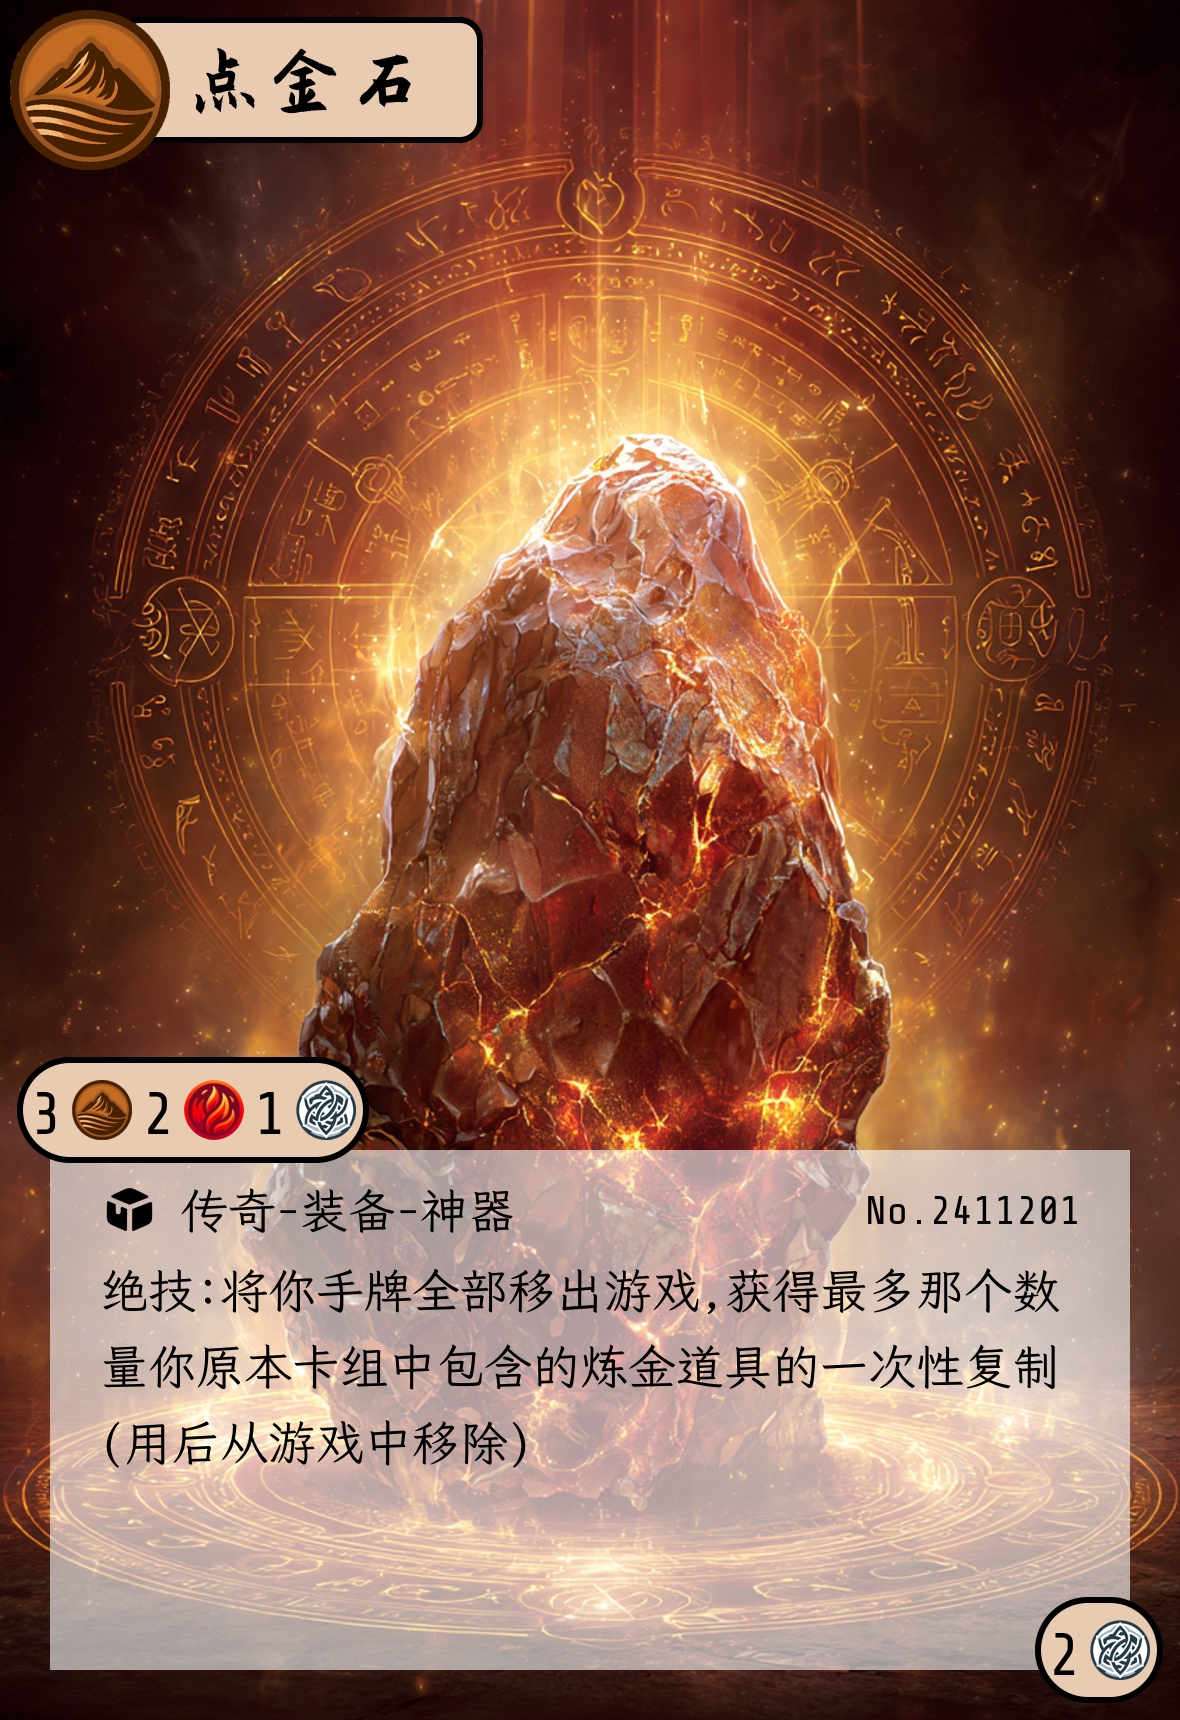 点金石
3 2 1
传奇-装备-神器 No.2411201
绝技:将你手牌全部移出游戏,获得最多那个数
量你原本卡组中包含的炼金道具的一次性复制
(用后从游戏中移除)
2